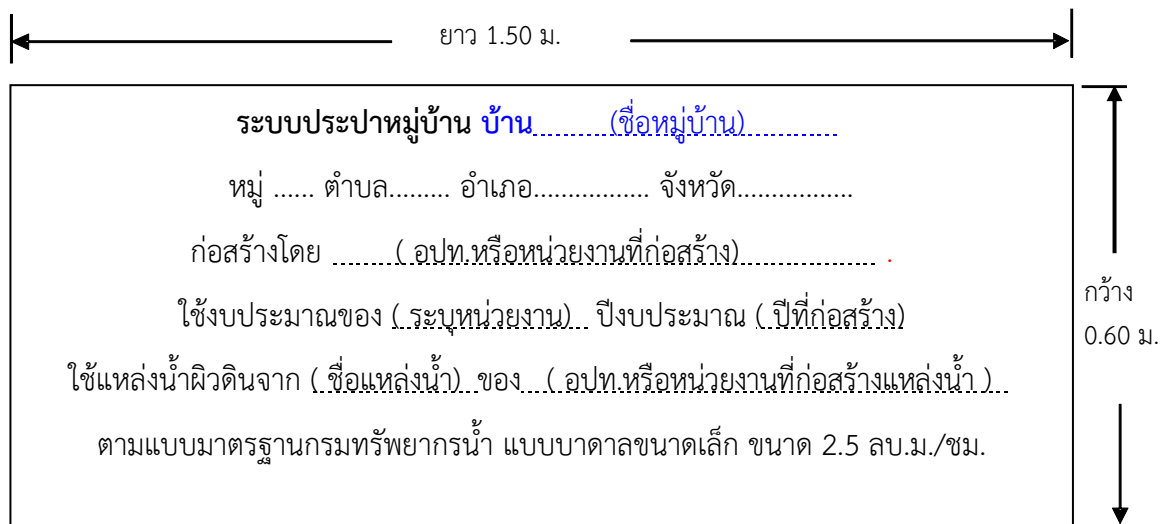 ยาว 1.50 ม.
ระบบประปาหมู่บ้าน บ้าน.........(ชื่อหมู่บ้าน)...........
หมู่ ...... ตำบล......... อำเภอ................. จังหวัด.................
ก่อสร้างโดย .......( อปท.หรือหน่วยงานที่ก่อสร้าง)............... .
ใช้งบประมาณของ ( ระบุหน่วยงาน).. ปีงบประมาณ ( ปีที่ก่อสร้าง)
ใช้แหล่งน้ำผิวดินจาก ( ชื่อแหล่งน้ำ)..ของ...( อปท.หรือหน่วยงานที่ก่อสร้างแหล่งน้ำ )..
ตามแบบมาตรฐานกรมทรัพยากรน้ำ แบบบาดาลขนาดเล็ก ขนาด 2.5 ลบ.ม./ชม.
กว้าง
0.60 ม.